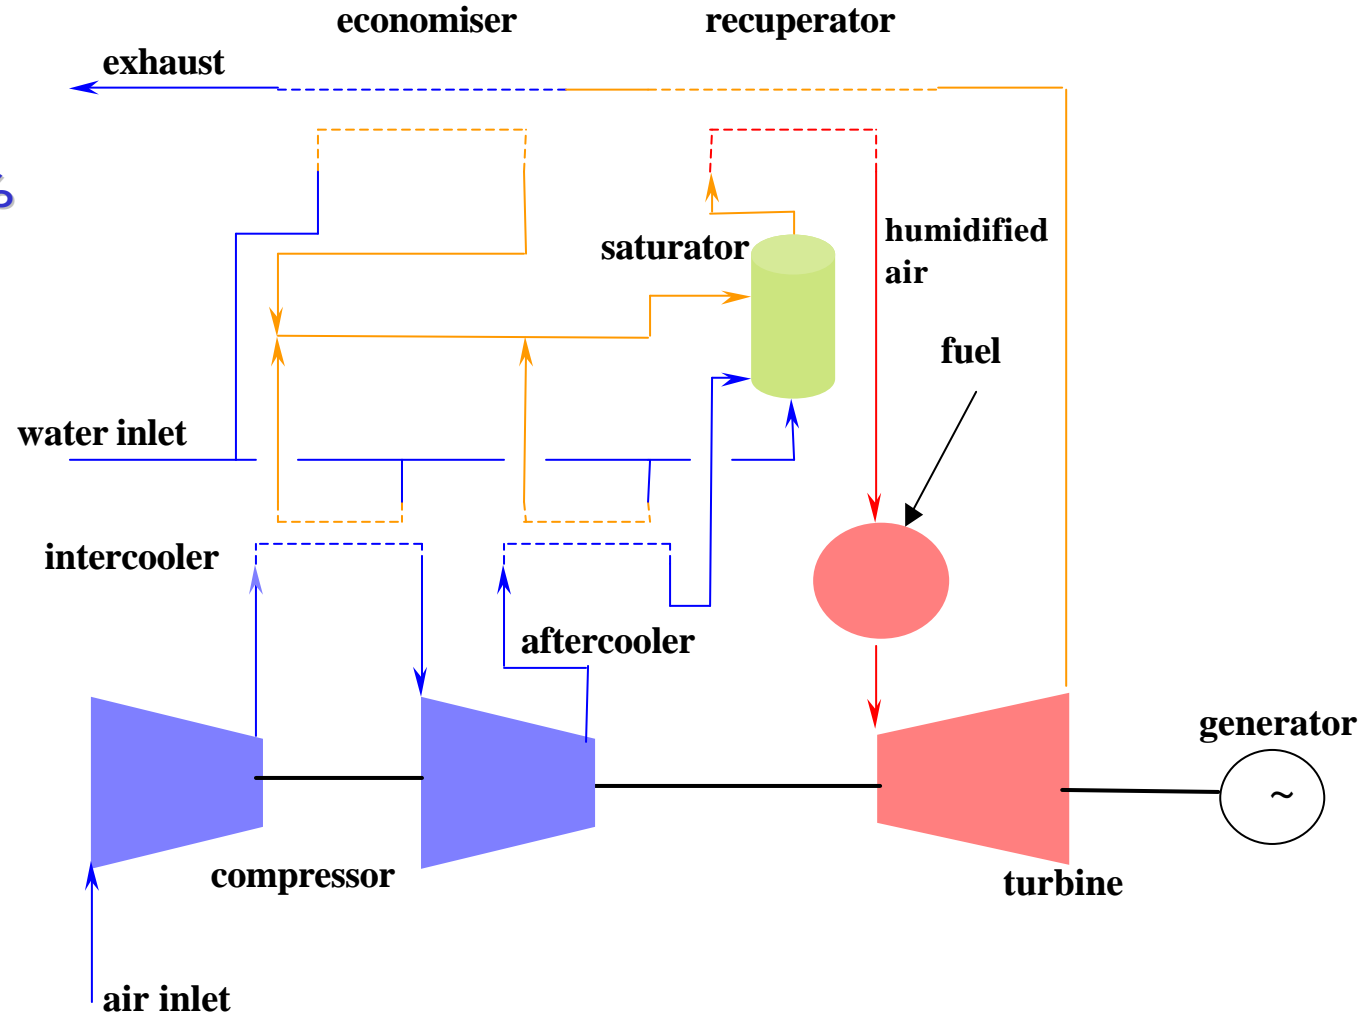 economiser
recuperator
exhaust
%
saturator
humidified
air
fuel
water inlet
intercooler
aftercooler
generator
~
compressor
turbine
air inlet